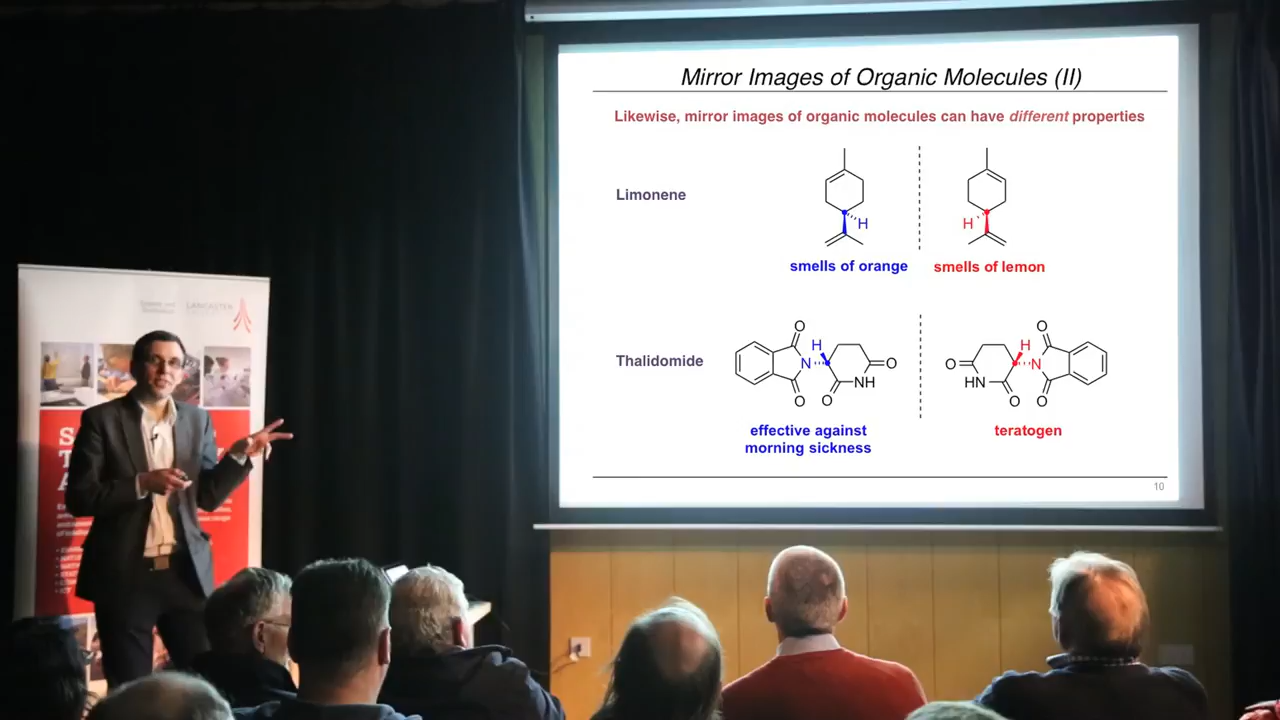 Mirror Images of Organic Molecules (II)
Likewise, mirror images of organic molecules can have different properties
Limonene
H
H
smells of orange
smells of lemon
Thalidomide
O
H
N
O
O
O
NH
O
H
N
O
NH
O
O
effective against
morning sickness
teratogen
10
LANCASTER